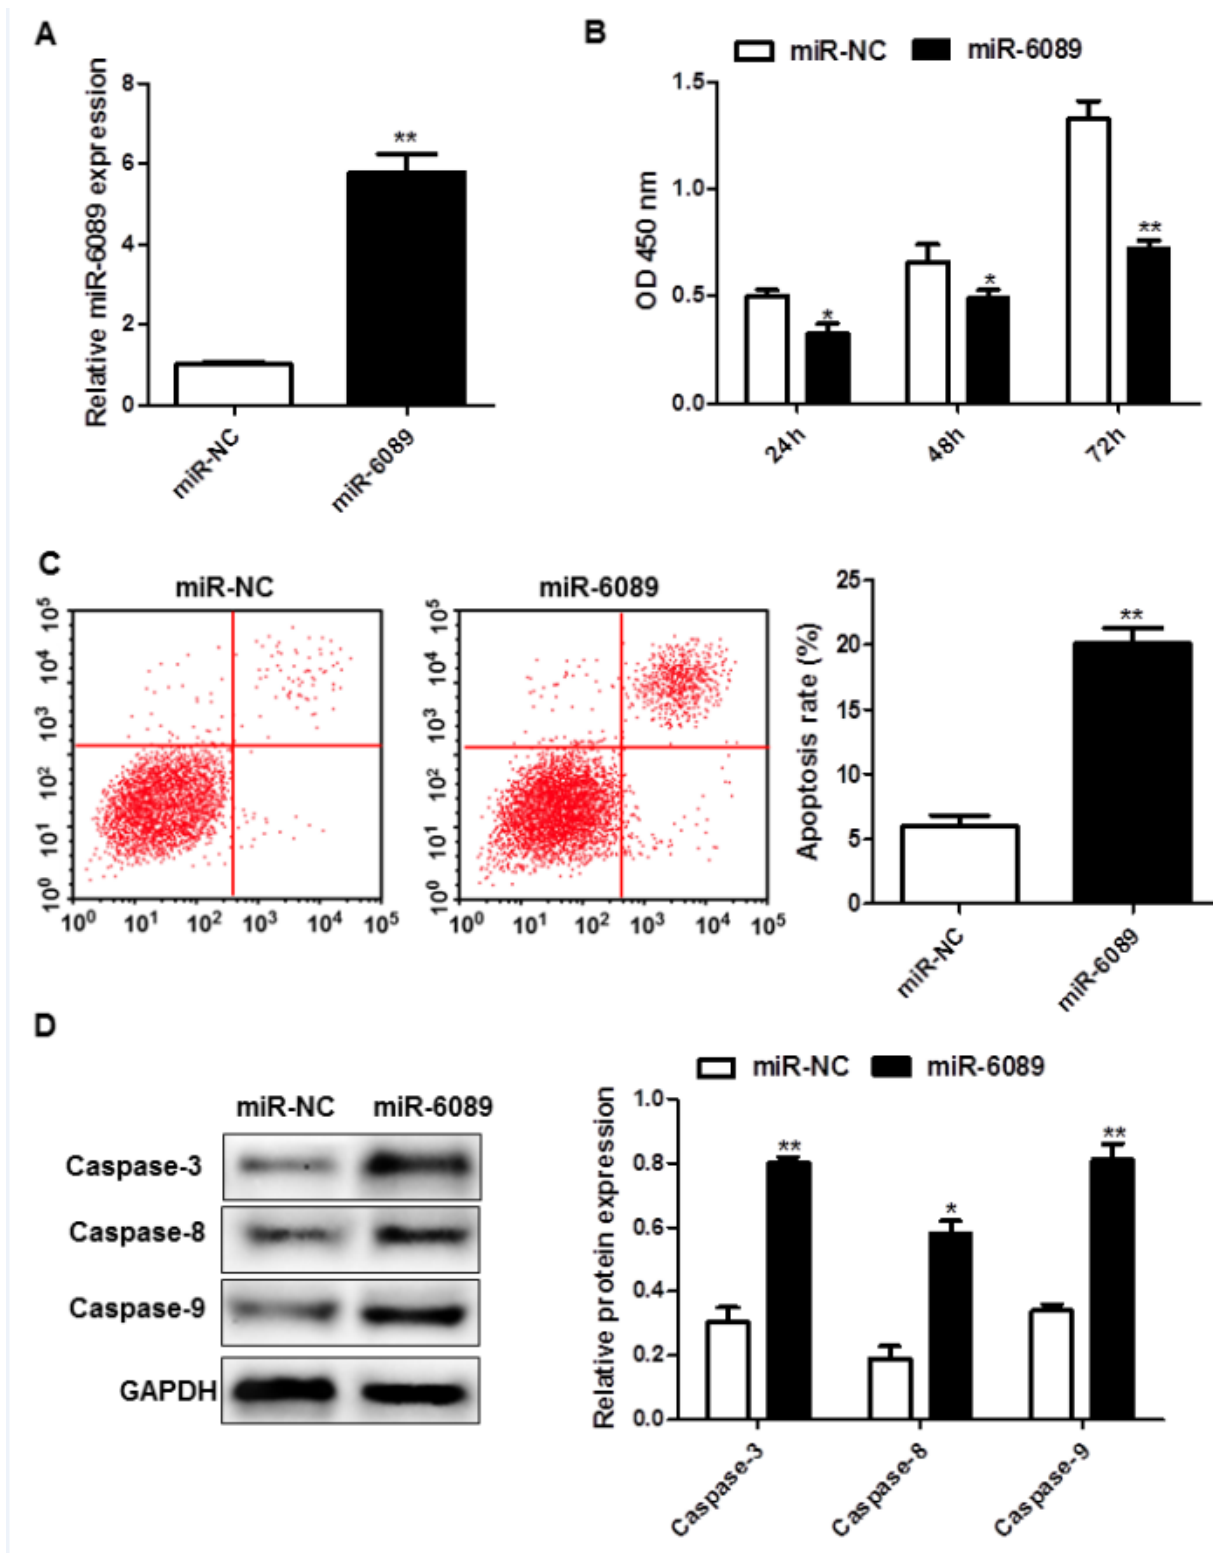 A
Relative miR-6089 expression
8
6
4
2
0
**
miR-NC
miR-6089
B
miR-NC miR-6089
OD 450 nm
1.5
1.0
0.5
0.0
*
*
**
24h
48h
72h
C
miR-NC
10⁵
10⁴
10³
10²
10¹
10⁰
10⁰ 10¹ 10² 10³ 10⁴ 10⁵
miR-6089
10⁵
10⁴
10³
10²
10¹
10⁰
10⁰ 10¹ 10² 10³ 10⁴ 10⁵
Apoptosis rate (%)
25
20
15
10
5
0
**
miR-NC
miR-6089
D
miR-NC miR-6089
Caspase-3
Caspase-8
Caspase-9
GAPDH
miR-NC miR-6089
Relative protein expression
1.0
0.8
0.6
0.4
0.2
0.0
**
*
**
Caspase-3
Caspase-8
Caspase-9